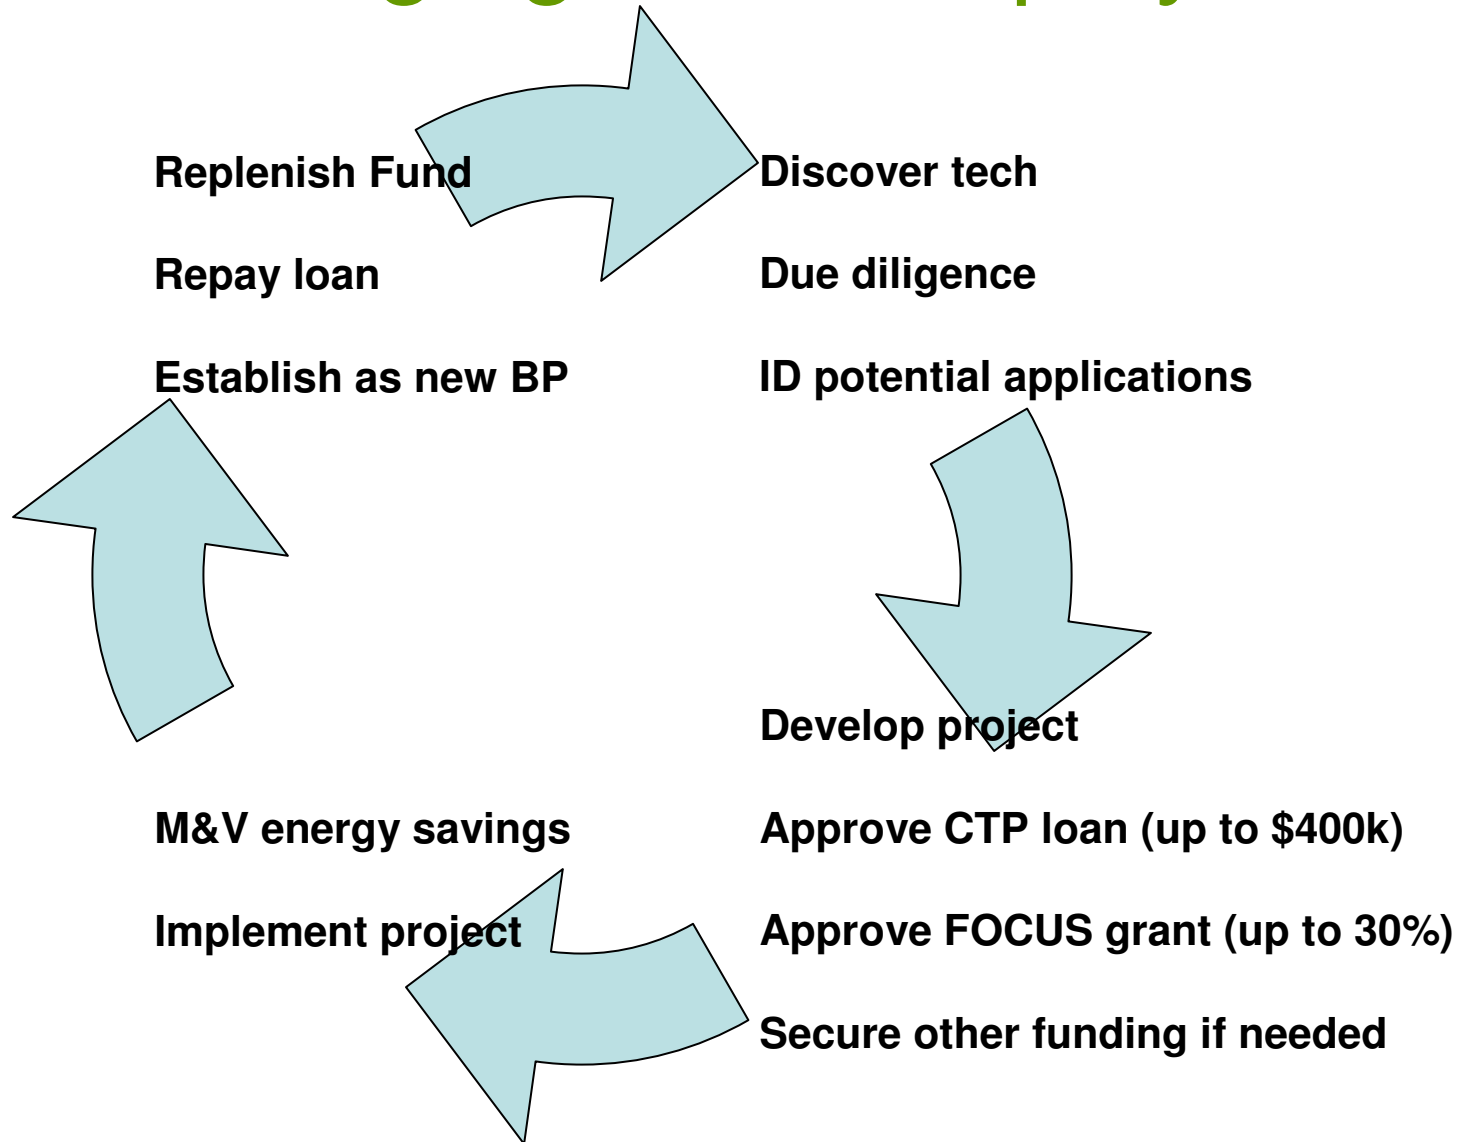 Replenish Fund
Repay loan
Establish as new BP
Discover tech
Due diligence
ID potential applications
Develop project
Approve CTP loan (up to $400k)
Approve FOCUS grant (up to 30%)
Secure other funding if needed
M&V energy savings
Implement project